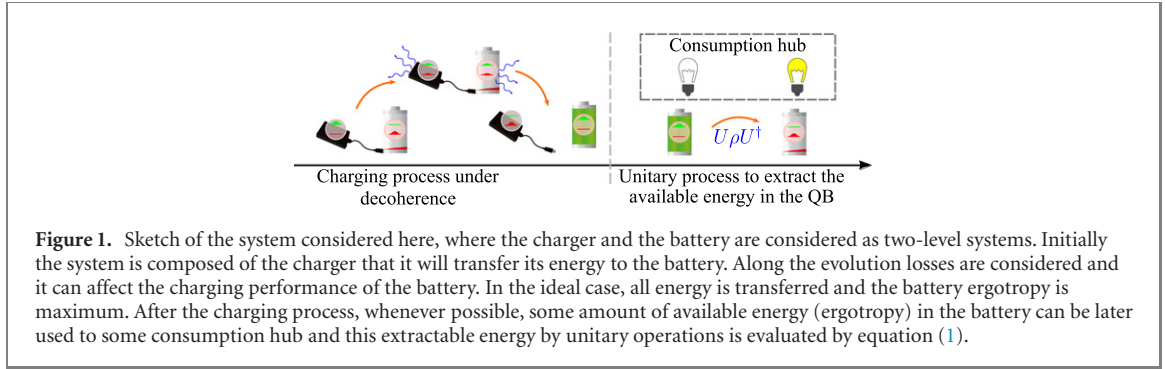 Consumption hub
UρU†
Charging process under
decoherence
Unitary process to extract the
available energy in the QB
Figure 1. Sketch of the system considered here, where the charger and the battery are considered as two-level systems. Initially
the system is composed of the charger that it will transfer its energy to the battery. Along the evolution losses are considered and
it can affect the charging performance of the battery. In the ideal case, all energy is transferred and the battery ergotropy is
maximum. After the charging process, whenever possible, some amount of available energy (ergotropy) in the battery can be later
used to some consumption hub and this extractable energy by unitary operations is evaluated by equation (1).